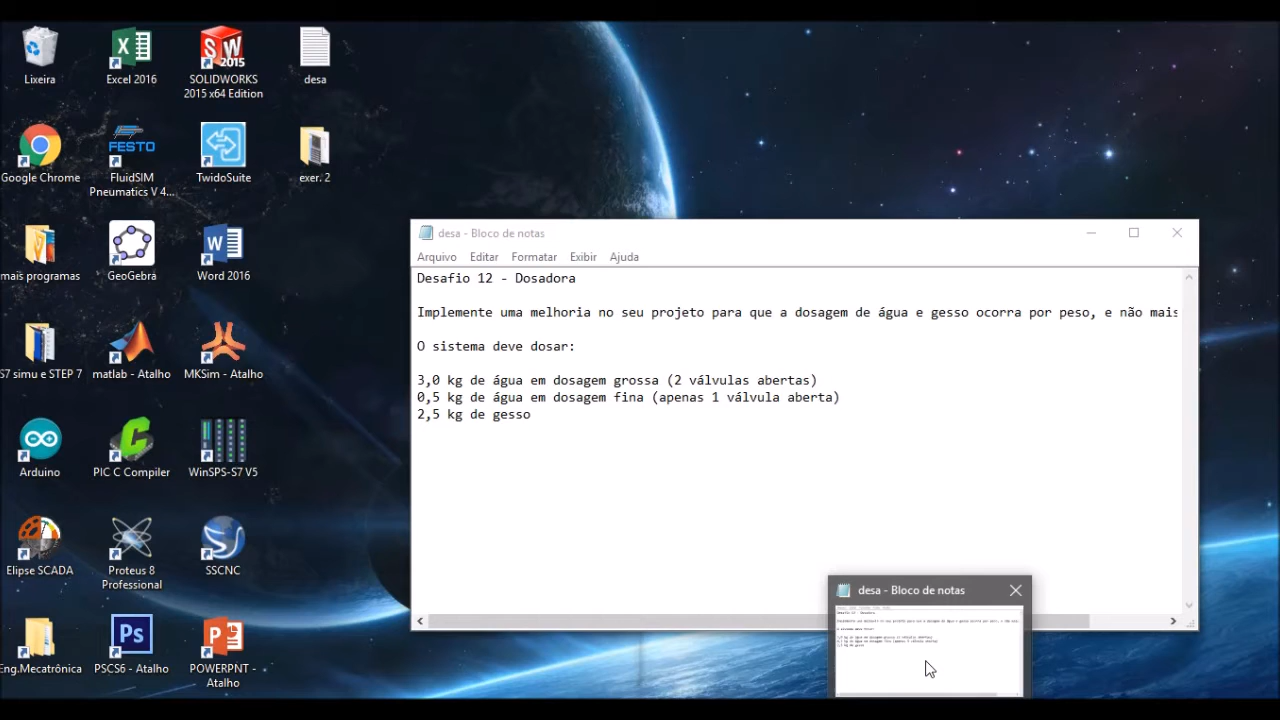 Lixeira
Excel 2016
SOLIDWORKS
2015 x64 Edition
desa
Google Chrome
FESTO
FluidSIM
Pneumatics V 4...
TwidoSuite
exer. 2
mais programas
GeoGebra
Word 2016
S7 simu e STEP 7
matlab - Atalho
MKSim - Atalho
Arduino
PIC C Compiler
WinSPS-S7 V5
Elipse SCADA
Proteus 8
Professional
SSCNC
Eng.Mecatrônica
PSCS6 - Atalho
POWERPNT -
Atalho
desa - Bloco de notas
Arquivo Editar Formatar Exibir Ajuda
Desafio 12 - Dosadora
Implemente uma melhoria no seu projeto para que a dosagem de água e gesso ocorra por peso, e não mais
O sistema deve dosar:
3,0 kg de água em dosagem grossa (2 válvulas abertas)
0,5 kg de água em dosagem fina (apenas 1 válvula aberta)
2,5 kg de gesso
desa - Bloco de notas